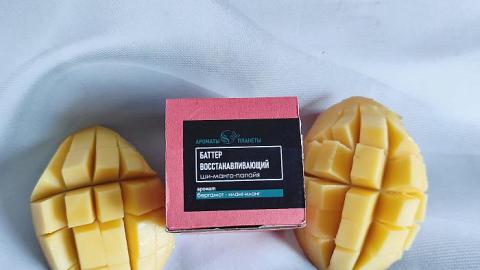 АРОМАТЫ ПЛАНЕТЫ
БАТТЕР
ВОССТАНАВЛИВАЮЩИЙ
ши-манго-папайя
аромат
бергамот - иланг-иланг